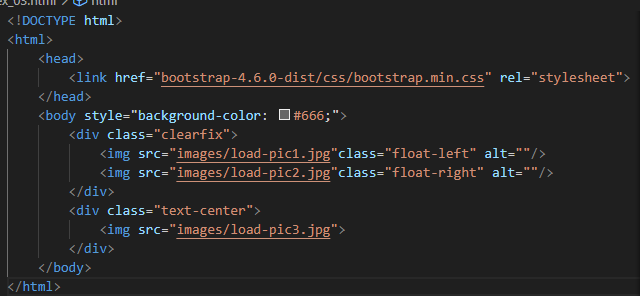 ex_03.html > html
<!DOCTYPE html>
<html>
<head>
<link href="bootstrap-4.6.0-dist/css/bootstrap.min.css" rel="stylesheet">
</head>
<body style="background-color: #666;">
<div class="clearfix">
<img src="images/load-pic1.jpg"class="float-left" alt=""/>
<img src="images/load-pic2.jpg"class="float-right" alt=""/>
</div>
<div class="text-center">
<img src="images/load-pic3.jpg">
</div>
</body>
</html>